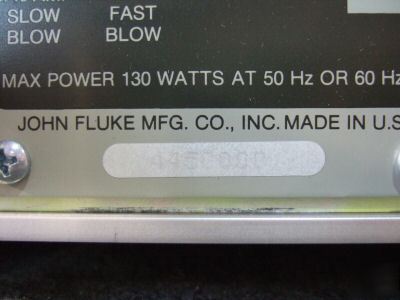 SLOW FAST
BLOW BLOW
MAX POWER 130 WATTS AT 50 Hz OR 60 Hz
JOHN FLUKE MFG. CO., INC. MADE IN U.S